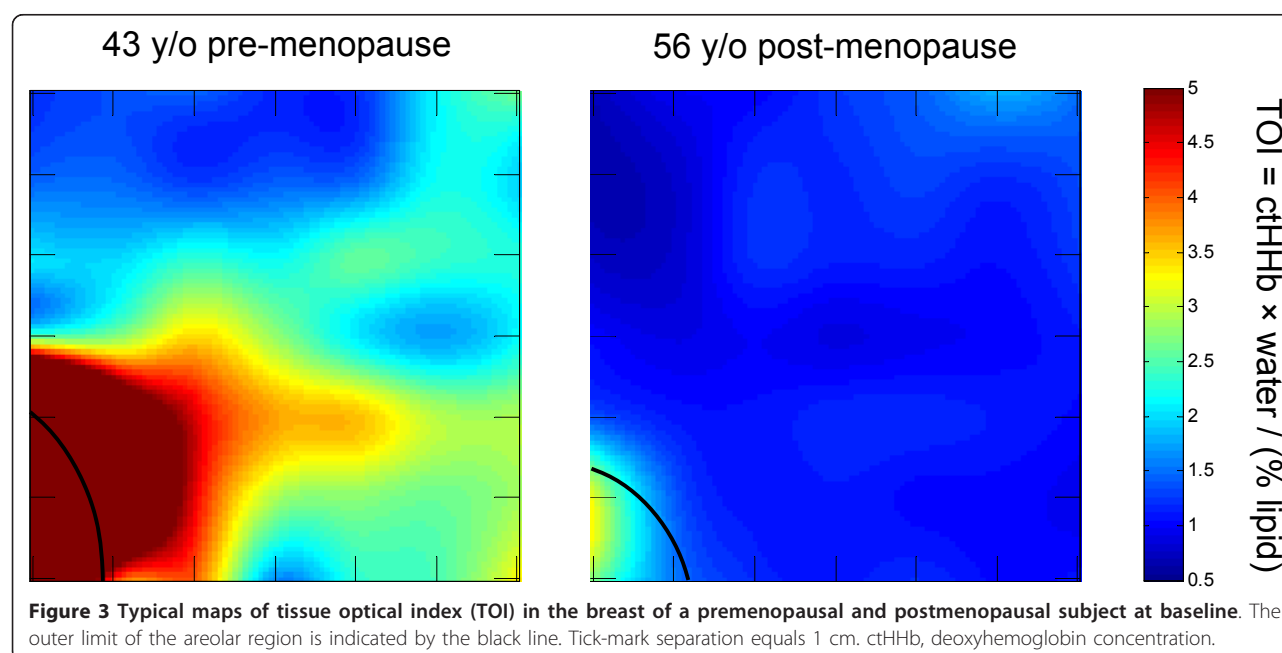 43 y/o pre-menopause
56 y/o post-menopause
5
4.5
4
3.5
3
2.5
2
1.5
1
0.5
TOI = ctHHb × water / (% lipid)
Figure 3 Typical maps of tissue optical index (TOI) in the breast of a premenopausal and postmenopausal subject at baseline. The
outer limit of the areolar region is indicated by the black line. Tick-mark separation equals 1 cm. ctHHb, deoxyhemoglobin concentration.